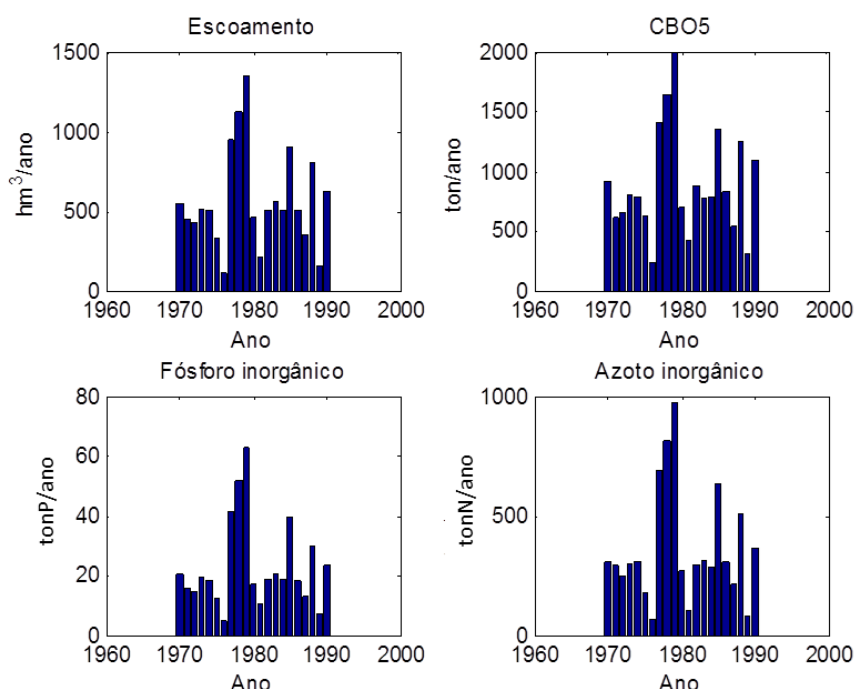 Escoamento
1500
1000
500
0
hm³/ano
1960 1970 1980 1990 2000
Ano
CBO5
2000
1500
1000
500
0
ton/ano
1960 1970 1980 1990 2000
Ano
Fósforo inorgânico
80
60
40
20
0
tonP/ano
1960 1970 1980 1990 2000
Ano
Azoto inorgânico
1000
500
0
tonN/ano
1960 1970 1980 1990 2000
Ano